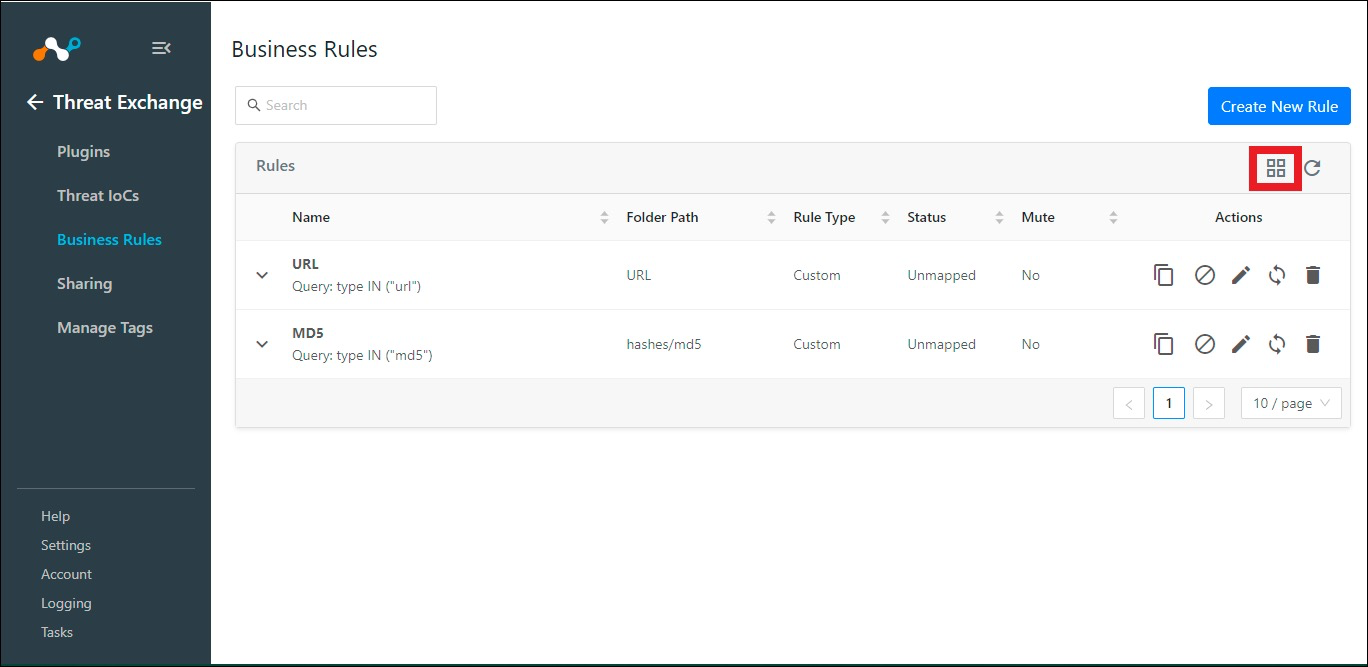 Business Rules
Threat Exchange
Search
Create New Rule
Plugins
Threat IoCs
Business Rules
Sharing
Manage Tags
Rules
Name Folder Path Rule Type Status Mute Actions
URL
Query: type IN ("url")
URL Custom Unmapped No
MD5
Query: type IN ("md5")
hashes/md5 Custom Unmapped No
< 1 > 10 / page
Help
Settings
Account
Logging
Tasks